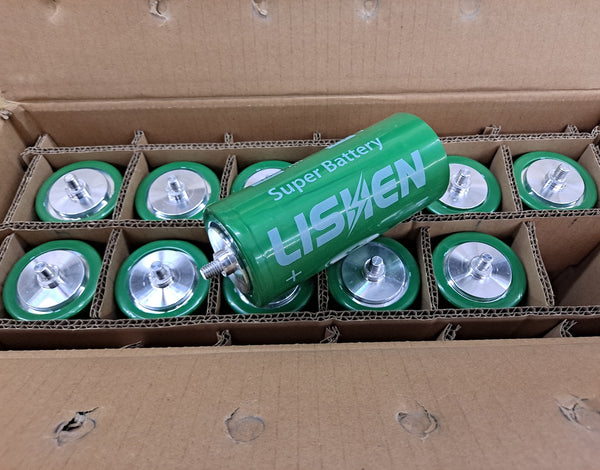 Super Battery
LISHEN
+